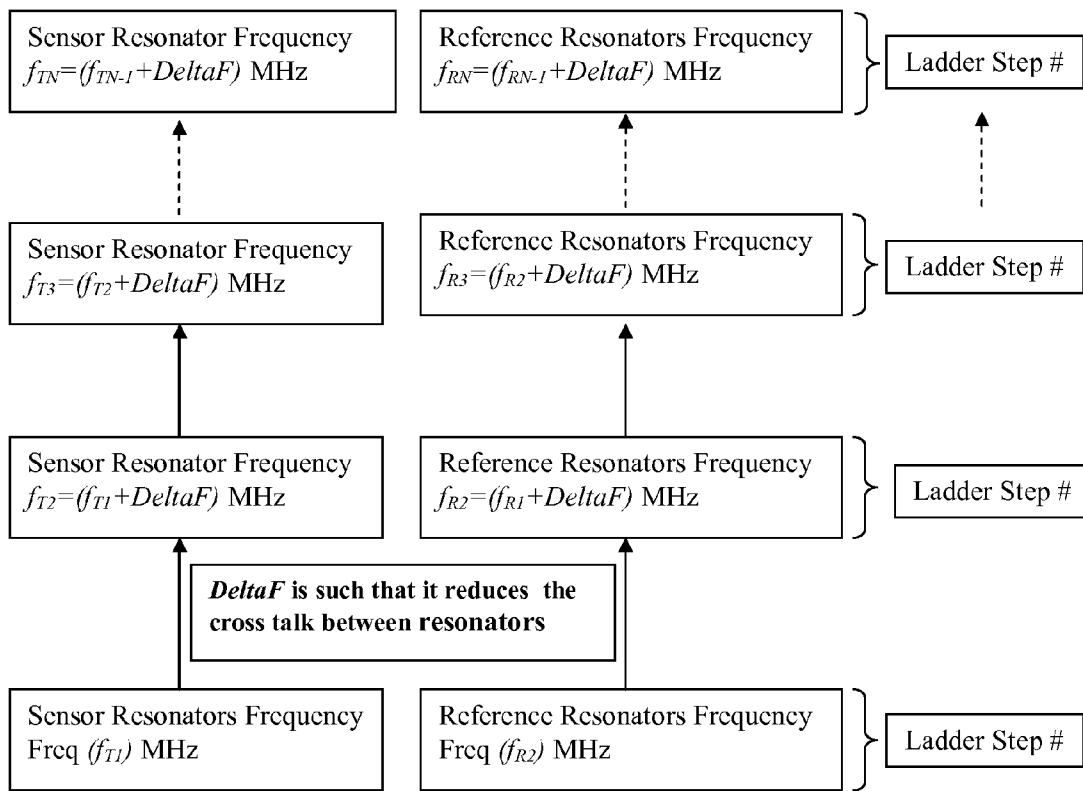 Sensor Resonator Frequency
f_TN=(f_TN-1+DeltaF) MHz
Reference Resonators Frequency
f_RN=(f_RN-1+DeltaF) MHz
Ladder Step #
Sensor Resonator Frequency
f_T3=(f_T2+DeltaF) MHz
Reference Resonators Frequency
f_R3=(f_R2+DeltaF) MHz
Ladder Step #
Sensor Resonator Frequency
f_T2=(f_T1+DeltaF) MHz
Reference Resonators Frequency
f_R2=(f_R1+DeltaF) MHz
Ladder Step #
DeltaF is such that it reduces the
cross talk between resonators
Sensor Resonators Frequency
Freq (f_T1) MHz
Reference Resonators Frequency
Freq (f_R2) MHz
Ladder Step #